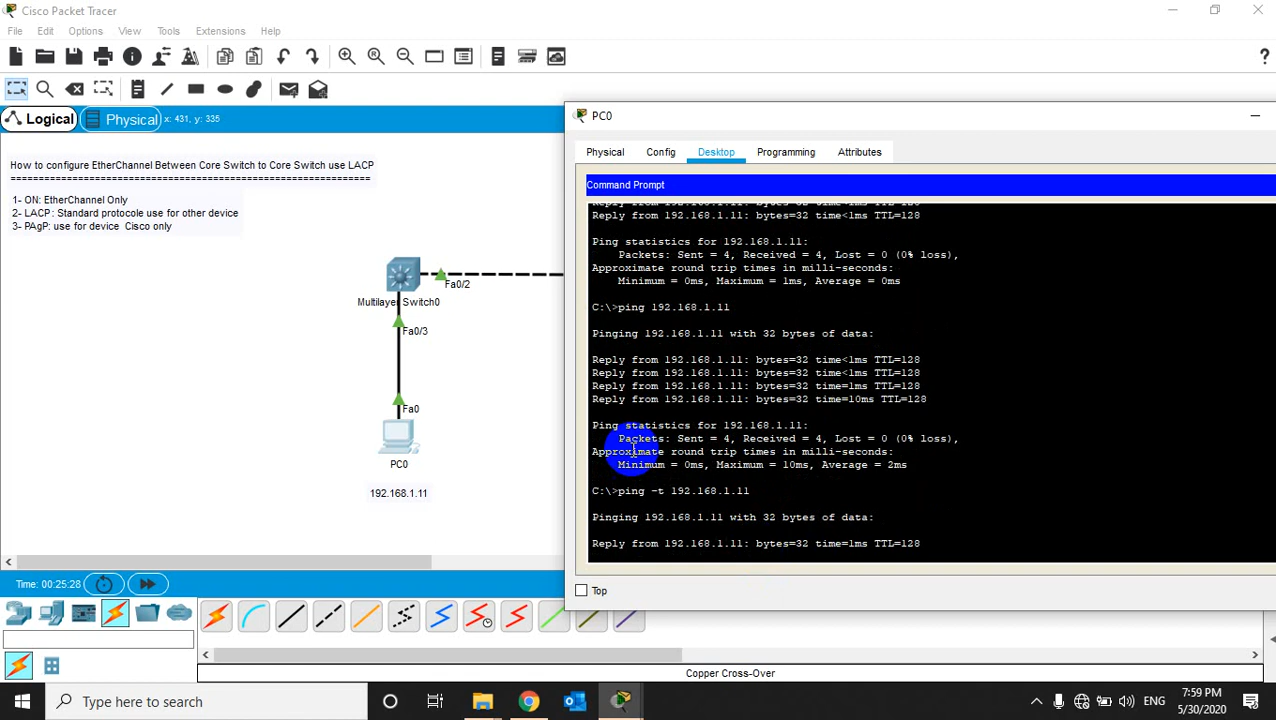 Cisco Packet Tracer
File Edit Options View Tools Extensions Help
?
Logical Physical x: 431, y: 335
PC0
Physical Config Desktop Programming Attributes
Command Prompt
How to configure EtherChannel Between Core Switch to Core Switch use LACP
=====================================================================
1- ON: EtherChannel Only
2- LACP: Standard protocole use for other device
3- PAgP: use for device Cisco only
Fa0/2
Multilayer Switch0
Fa0/3
Fa0
PC0
192.168.1.11
Reply from 192.168.1.11: bytes=32 time<1ms TTL=128
Reply from 192.168.1.11: bytes=32 time<1ms TTL=128
Ping statistics for 192.168.1.11:
Packets: Sent = 4, Received = 4, Lost = 0 (0% loss),
Approximate round trip times in milli-seconds:
Minimum = 0ms, Maximum = 1ms, Average = 0ms
C:\>ping 192.168.1.11
Pinging 192.168.1.11 with 32 bytes of data:
Reply from 192.168.1.11: bytes=32 time<1ms TTL=128
Reply from 192.168.1.11: bytes=32 time<1ms TTL=128
Reply from 192.168.1.11: bytes=32 time=1ms TTL=128
Reply from 192.168.1.11: bytes=32 time=10ms TTL=128
Ping statistics for 192.168.1.11:
Packets: Sent = 4, Received = 4, Lost = 0 (0% loss),
Approximate round trip times in milli-seconds:
Minimum = 0ms, Maximum = 10ms, Average = 2ms
C:\>ping -t 192.168.1.11
Pinging 192.168.1.11 with 32 bytes of data:
Reply from 192.168.1.11: bytes=32 time=1ms TTL=128
Top
Time: 00:25:28
Copper Cross-Over
Type here to search
ENG
7:59 PM
5/30/2020